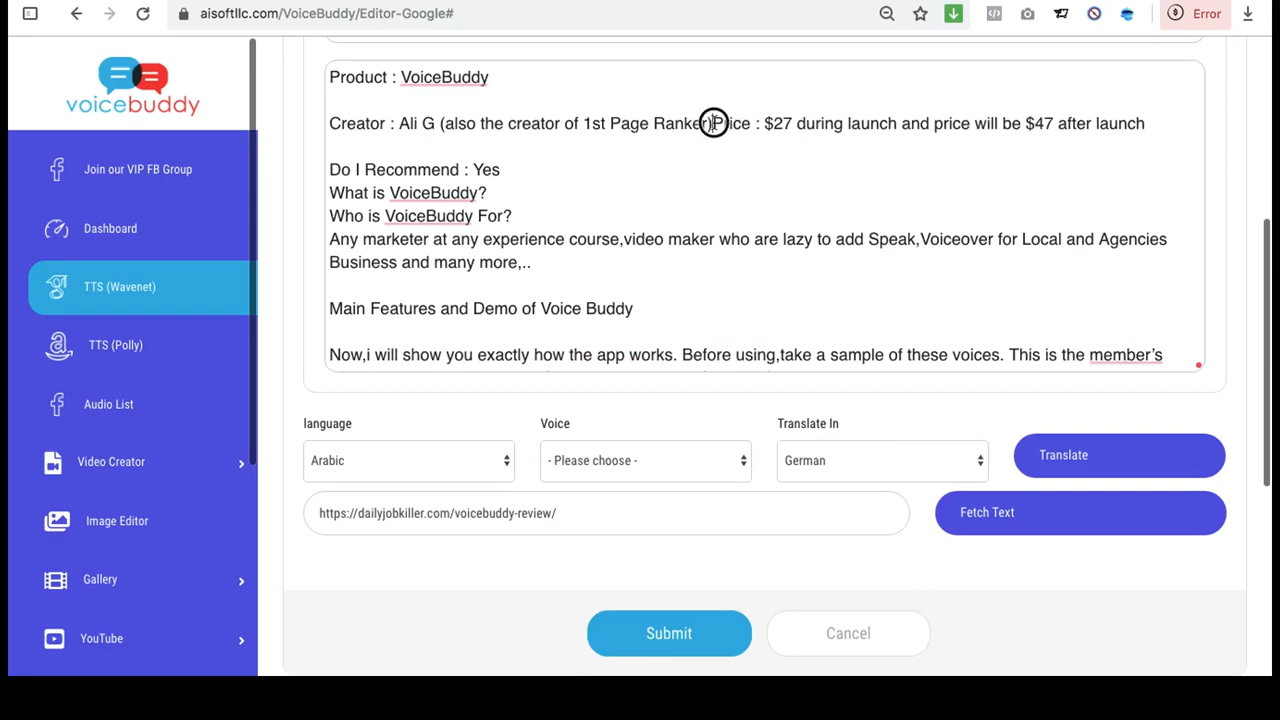 aisoftllc.com/VoiceBuddy/Editor-Google#
Error
voicebuddy
Join our VIP FB Group
Dashboard
TTS (Wavenet)
TTS (Polly)
Audio List
Video Creator
Image Editor
Gallery
YouTube
Product : VoiceBuddy
Creator : Ali G (also the creator of 1st Page Ranker)Price : $27 during launch and price will be $47 after launch
Do I Recommend : Yes
What is VoiceBuddy?
Who is VoiceBuddy For?
Any marketer at any experience course,video maker who are lazy to add Speak,Voiceover for Local and Agencies
Business and many more,..
Main Features and Demo of Voice Buddy
Now,i will show you exactly how the app works. Before using,take a sample of these voices. This is the member’s
language
Voice
Translate In
Arabic
- Please choose -
German
Translate
https://dailyjobkiller.com/voicebuddy-review/
Fetch Text
Submit
Cancel